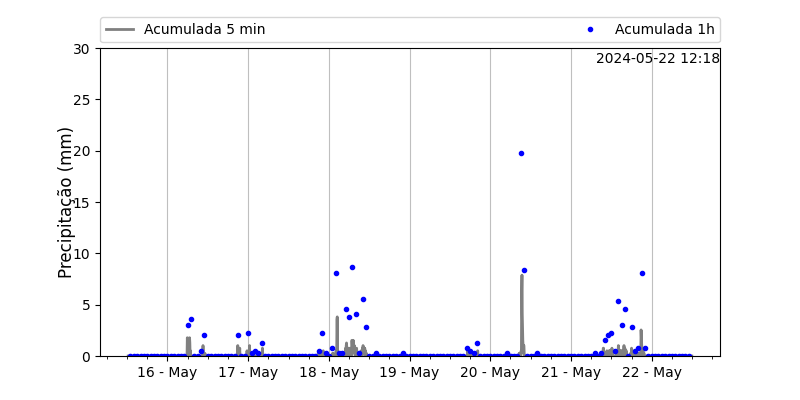 Acumulada 5 min Acumulada 1h
2024-05-22 12:18
Precipitação (mm)
30
25
20
15
10
5
0
16 - May 17 - May 18 - May 19 - May 20 - May 21 - May 22 - May